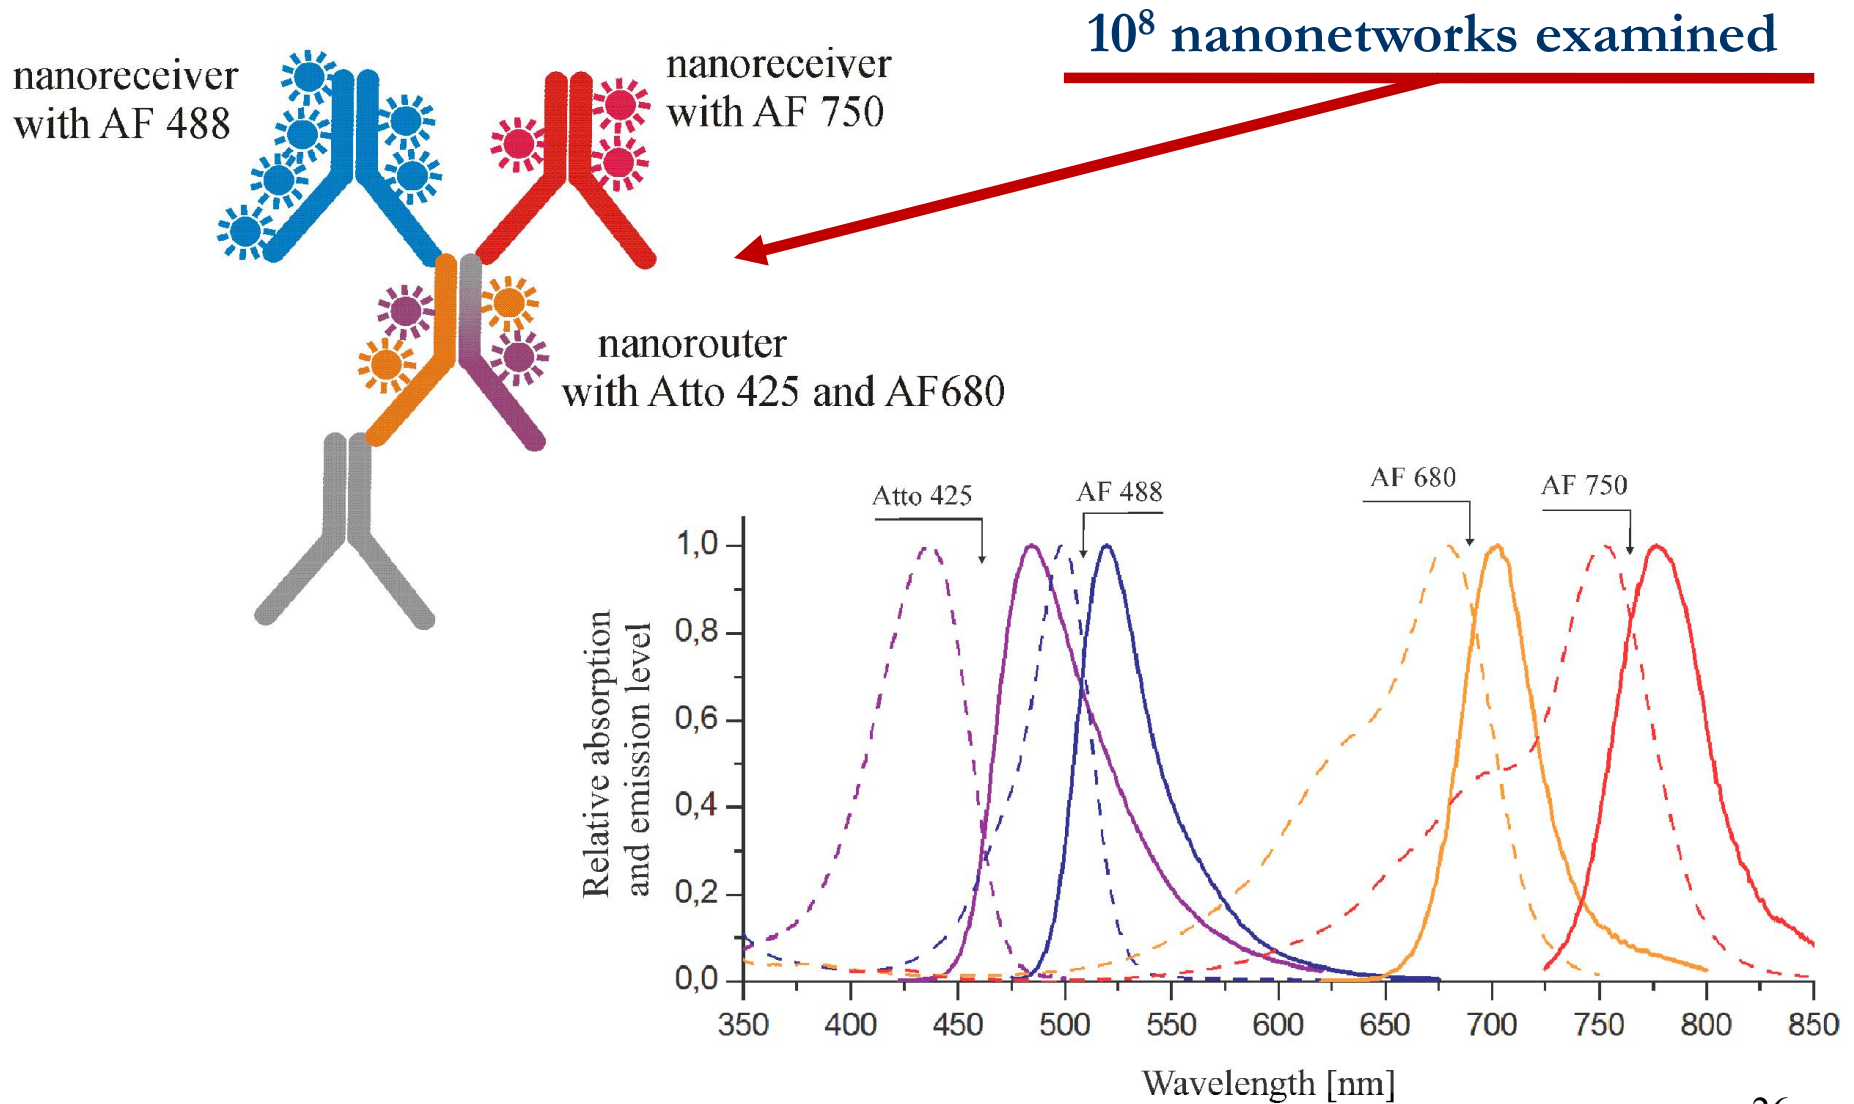 10⁸ nanonetworks examined
nanoreceiver
with AF 488
nanoreceiver
with AF 750
nanorouter
with Atto 425 and AF680
Atto 425
AF 488
AF 680
AF 750
Relative absorption
and emission level
1,0
0,8
0,6
0,4
0,2
0,0
350 400 450 500 550 600 650 700 750 800 850
Wavelength [nm]